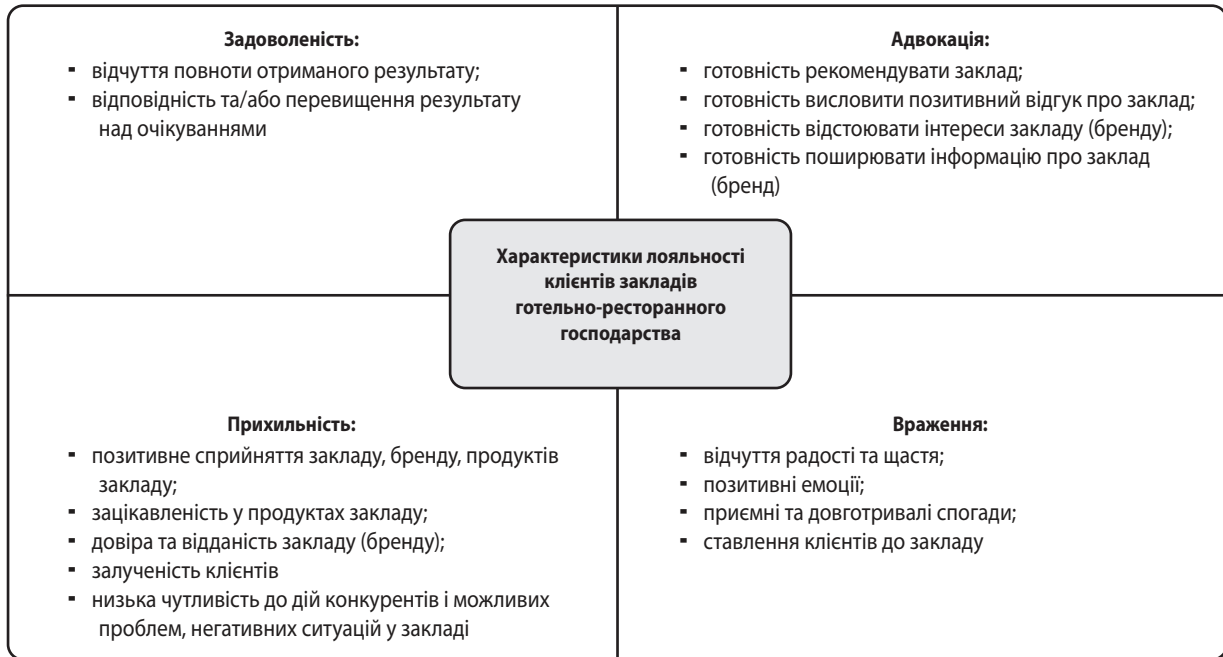 Задоволеність:
- відчуття повноти отриманого результату;
- відповідність та/або перевищення результату
над очікуваннями
Адвокація:
- готовність рекомендувати заклад;
- готовність висловити позитивний відгук про заклад;
- готовність відстоювати інтереси закладу (бренду);
- готовність поширювати інформацію про заклад
(бренд)
Характеристики лояльності
клієнтів закладів
готельно-ресторанного
господарства
Прихильність:
- позитивне сприйняття закладу, бренду, продуктів
закладу;
- зацікавленість у продуктах закладу;
- довіра та відданість закладу (бренду);
- залученість клієнтів
- низька чутливість до дій конкурентів і можливих
проблем, негативних ситуацій у закладі
Враження:
- відчуття радості та щастя;
- позитивні емоції;
- приємні та довготривалі спогади;
- ставлення клієнтів до закладу